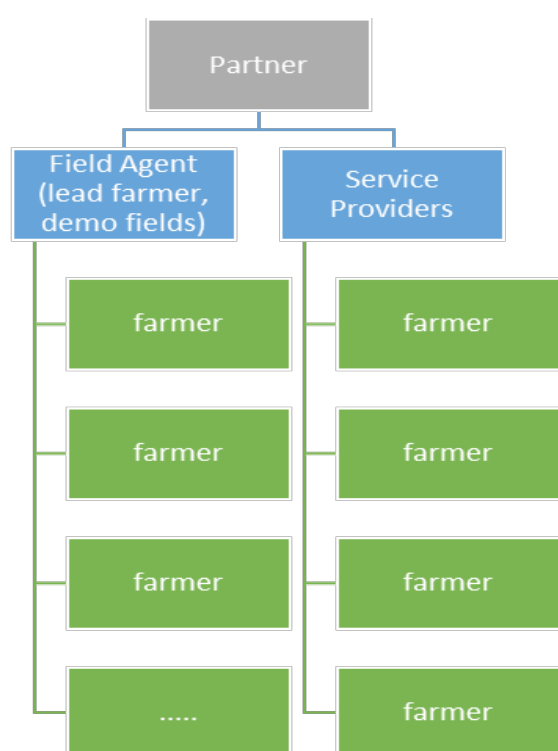 Partner
Field Agent
(lead farmer,
demo fields)
Service
Providers
farmer
farmer
farmer
farmer
farmer
farmer
.....
farmer